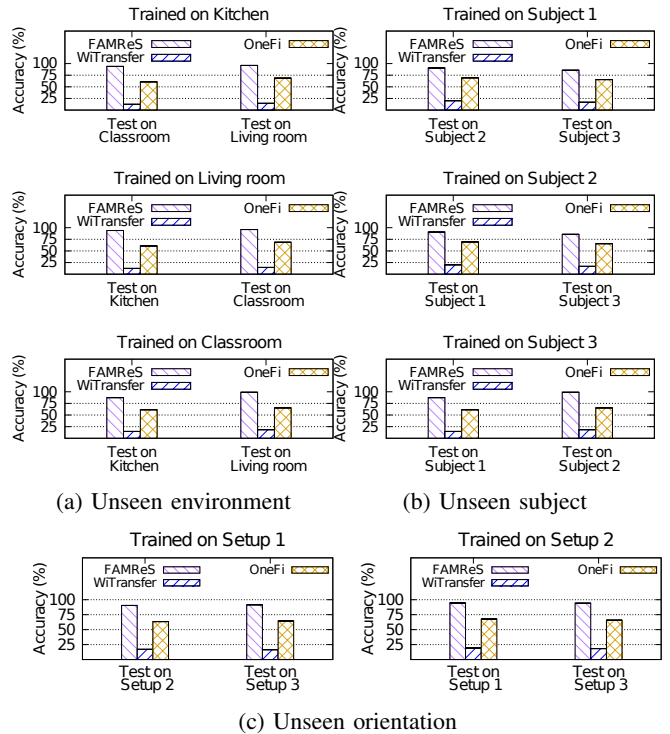 Trained on Kitchen
Accuracy (%)
100
75
50
25
FAMReS
WiTransfer
OneFi
Test on
Classroom
Test on
Living room
Trained on Subject 1
Accuracy (%)
100
75
50
25
FAMReS
WiTransfer
OneFi
Test on
Subject 2
Test on
Subject 3
Trained on Living room
Accuracy (%)
100
75
50
25
FAMReS
WiTransfer
OneFi
Test on
Kitchen
Test on
Classroom
Trained on Subject 2
Accuracy (%)
100
75
50
25
FAMReS
WiTransfer
OneFi
Test on
Subject 1
Test on
Subject 3
Trained on Classroom
Accuracy (%)
100
75
50
25
FAMReS
WiTransfer
OneFi
Test on
Kitchen
Test on
Living room
Trained on Subject 3
Accuracy (%)
100
75
50
25
FAMReS
WiTransfer
OneFi
Test on
Subject 1
Test on
Subject 2
(a) Unseen environment
(b) Unseen subject
Trained on Setup 1
Accuracy (%)
100
75
50
25
FAMReS
WiTransfer
OneFi
Test on
Setup 2
Test on
Setup 3
Trained on Setup 2
Accuracy (%)
100
75
50
25
FAMReS
WiTransfer
OneFi
Test on
Setup 1
Test on
Setup 3
(c) Unseen orientation